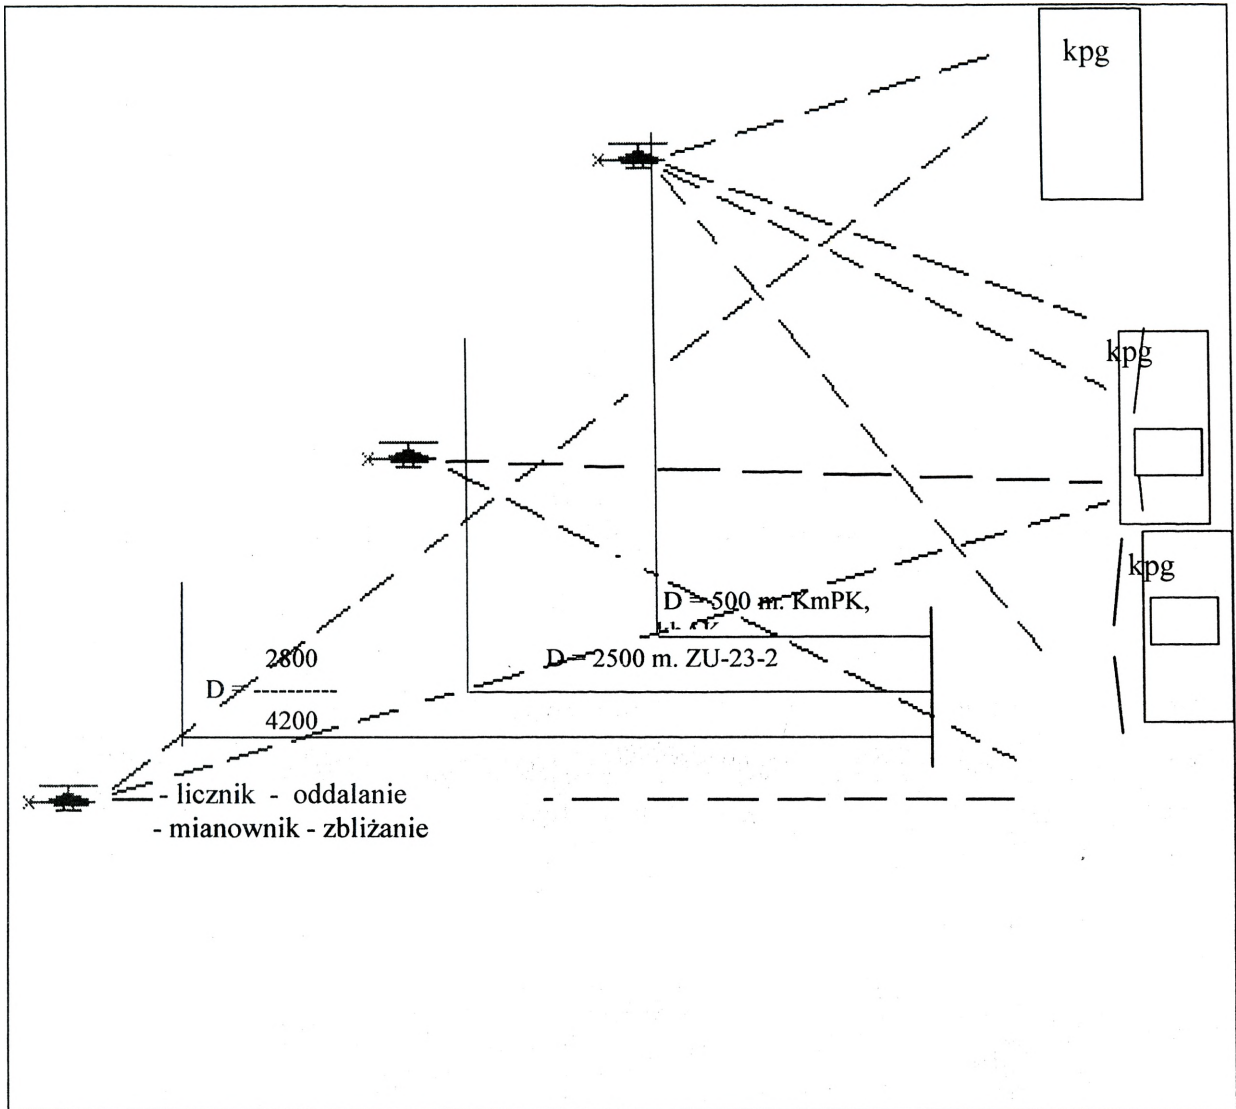 kpg
kpg
kpg
D = 500 m. KmPK,
D = 2500 m. ZU-23-2
2800
D = ----------
4200
- licznik - oddalanie
- mianownik - zbliżanie